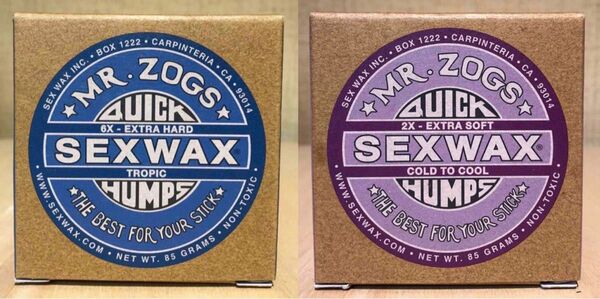 SEX WAX INC. • BOX 1222 • CARPINTERIA • CA • 93014
MR. ZOGS
QUICK
6X - EXTRA HARD
SEXWAX®
TROPIC
HUMPS
THE BEST FOR YOUR STICK
• WWW.SEXWAX.COM • NET WT. 85 GRAMS • NON-TOXIC •
SEX WAX INC. • BOX 1222 • CARPINTERIA • CA • 93014
MR. ZOGS
QUICK
2X - EXTRA SOFT
SEXWAX®
COLD TO COOL
HUMPS
THE BEST FOR YOUR STICK
• WWW.SEXWAX.COM • NET WT. 85 GRAMS • NON-TOXIC •